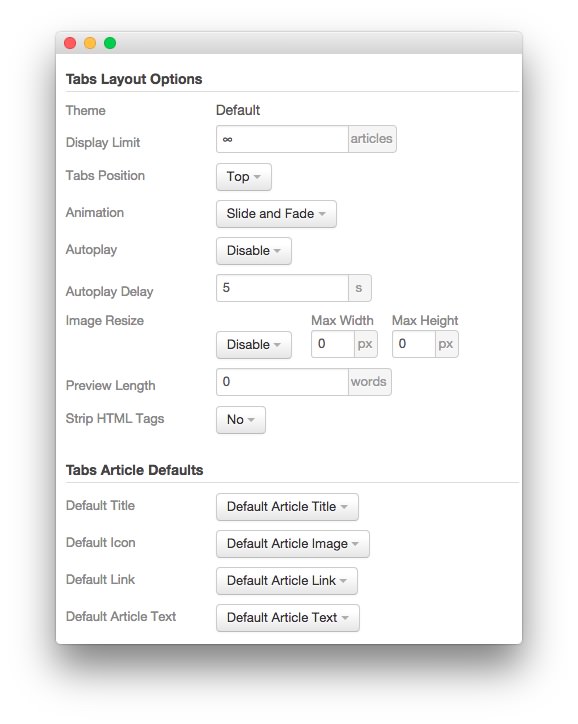 Tabs Layout Options
Theme Default
Display Limit ∞ articles
Tabs Position Top
Animation Slide and Fade
Autoplay Disable
Autoplay Delay 5 s
Image Resize Max Width Max Height
Disable 0 px 0 px
Preview Length 0 words
Strip HTML Tags No
Tabs Article Defaults
Default Title Default Article Title
Default Icon Default Article Image
Default Link Default Article Link
Default Article Text Default Article Text